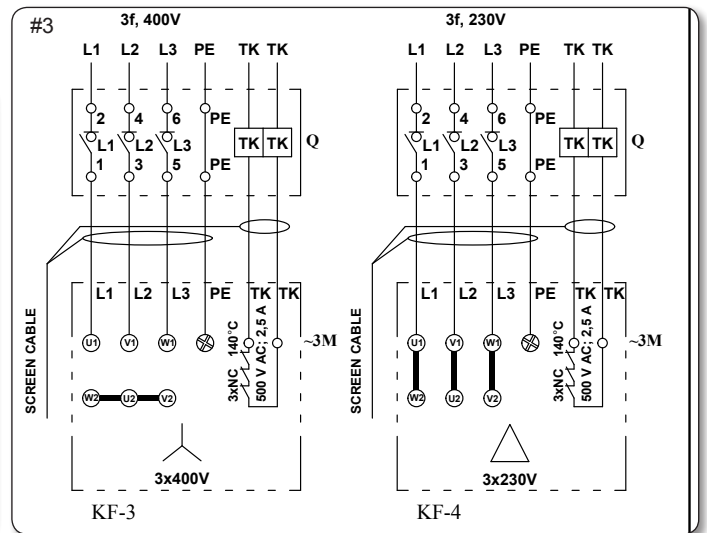 #3
3f, 400V
L1 L2 L3 PE TK TK
2 4 6 PE
L1 L2 L3 TK TK Q
1 3 5 PE
L1 L2 L3 PE TK TK
U1 V1 W1 ~3M
W2 U2 V2
SCREEN CABLE
3xNC 140°C
500 V AC; 2,5 A
3x400V
KF-3
3f, 230V
L1 L2 L3 PE TK TK
2 4 6 PE
L1 L2 L3 TK TK Q
1 3 5 PE
L1 L2 L3 PE TK TK
U1 V1 W1 ~3M
W2 U2 V2
SCREEN CABLE
3xNC 140°C
500 V AC; 2,5 A
3x230V
KF-4